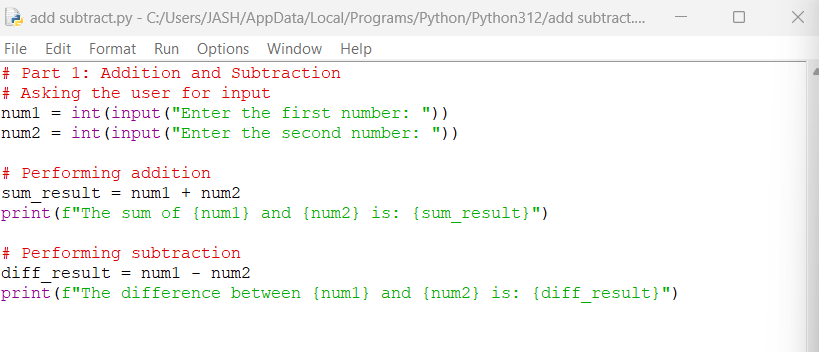 add subtract.py - C:/Users/JASH/AppData/Local/Programs/Python/Python312/add subtract....
File Edit Format Run Options Window Help
# Part 1: Addition and Subtraction
# Asking the user for input
num1 = int(input("Enter the first number: "))
num2 = int(input("Enter the second number: "))
# Performing addition
sum_result = num1 + num2
print(f"The sum of {num1} and {num2} is: {sum_result}")
# Performing subtraction
diff_result = num1 - num2
print(f"The difference between {num1} and {num2} is: {diff_result}")